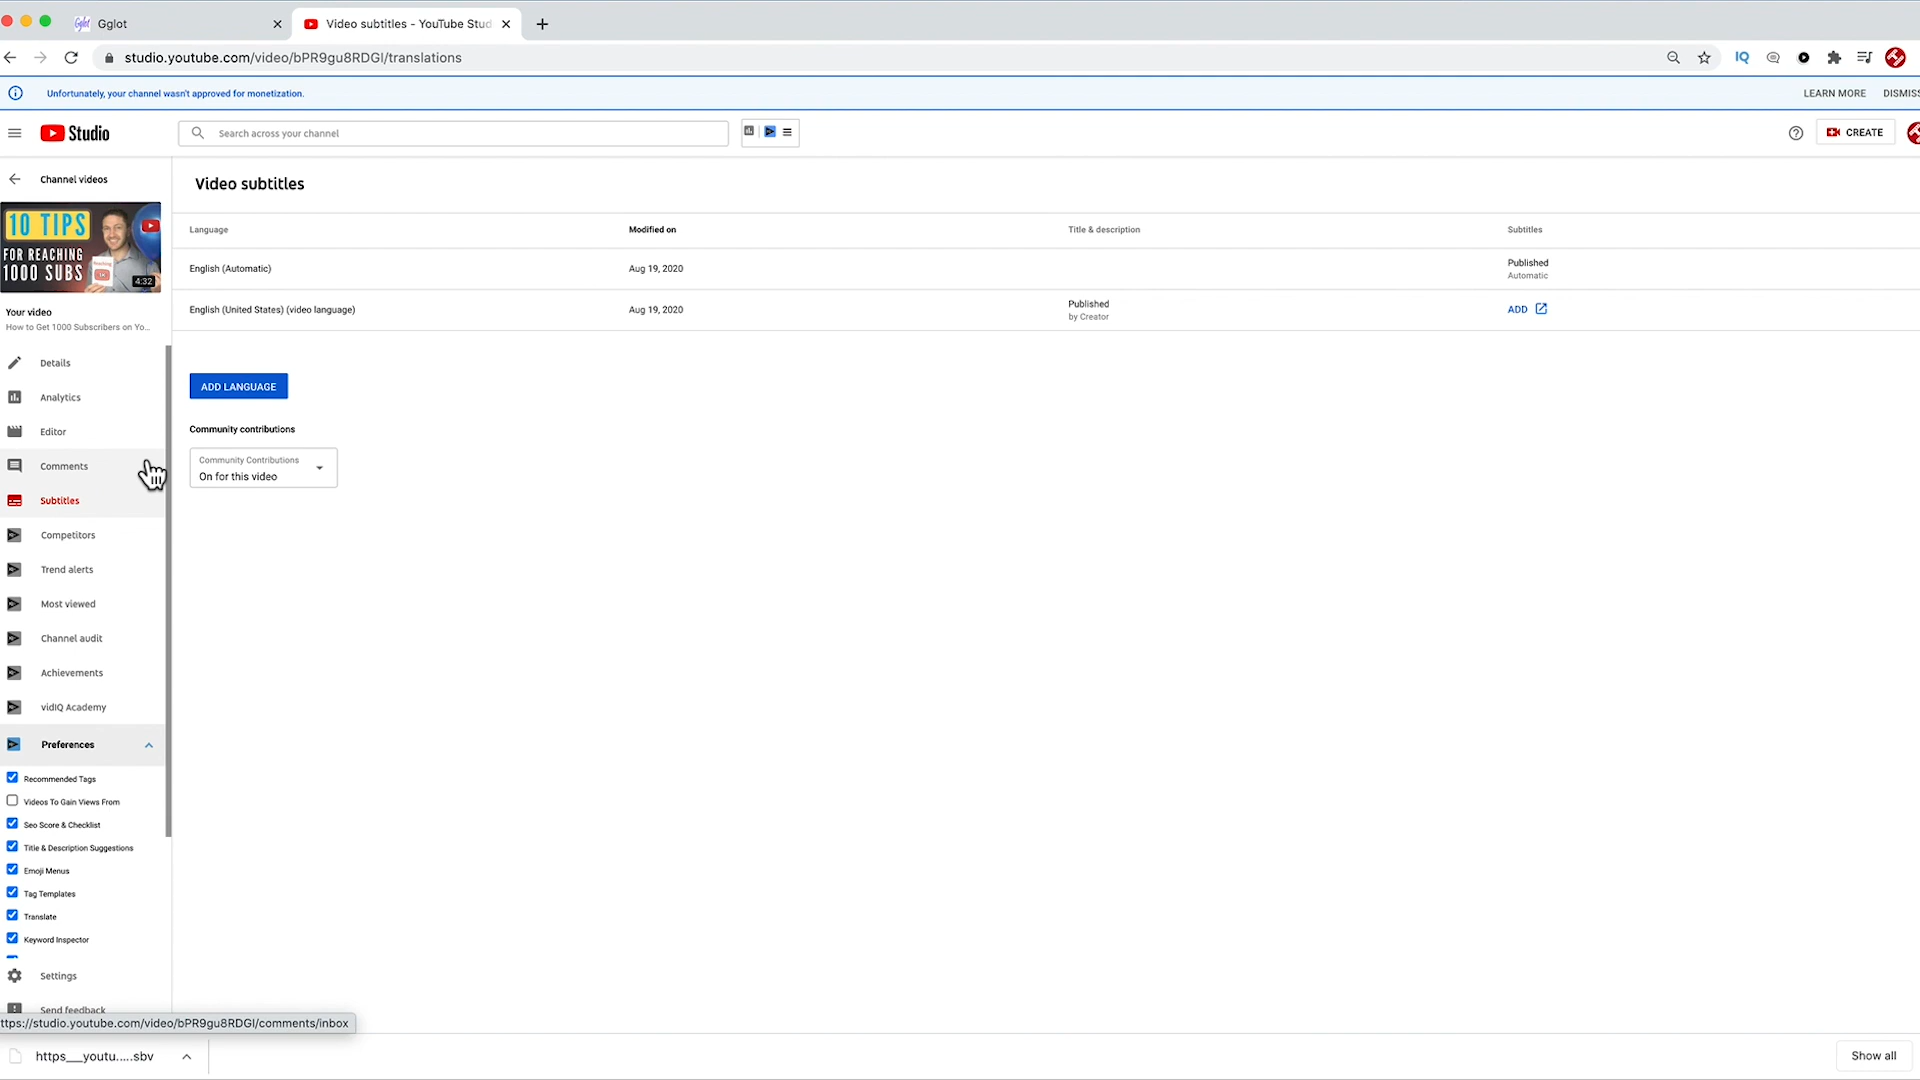 Gglot
Video subtitles - YouTube Stud
studio.youtube.com/video/bPR9gu8RDGI/translations
IQ
Unfortunately, your channel wasn't approved for monetization.
LEARN MORE
DISMISS
Studio
Search across your channel
CREATE
Channel videos
Video subtitles
10 TIPS
FOR REACHING
1000 SUBS
4:32
Language
Modified on
Title & description
Subtitles
English (Automatic)
Aug 19, 2020
Published
Automatic
English (United States) (video language)
Aug 19, 2020
Published
by Creator
ADD
Your video
How to Get 1000 Subscribers on Yo...
ADD LANGUAGE
Community contributions
Community Contributions
On for this video
Details
Analytics
Editor
Comments
Subtitles
Competitors
Trend alerts
Most viewed
Channel audit
Achievements
vidIQ Academy
Preferences
Recommended Tags
Videos To Gain Views From
Seo Score & Checklist
Title & Description Suggestions
Emoji Menus
Tag Templates
Translate
Keyword Inspector
Settings
Send feedback
ttps://studio.youtube.com/video/bPR9gu8RDGI/comments/inbox
https___youtu.....sbv
Show all